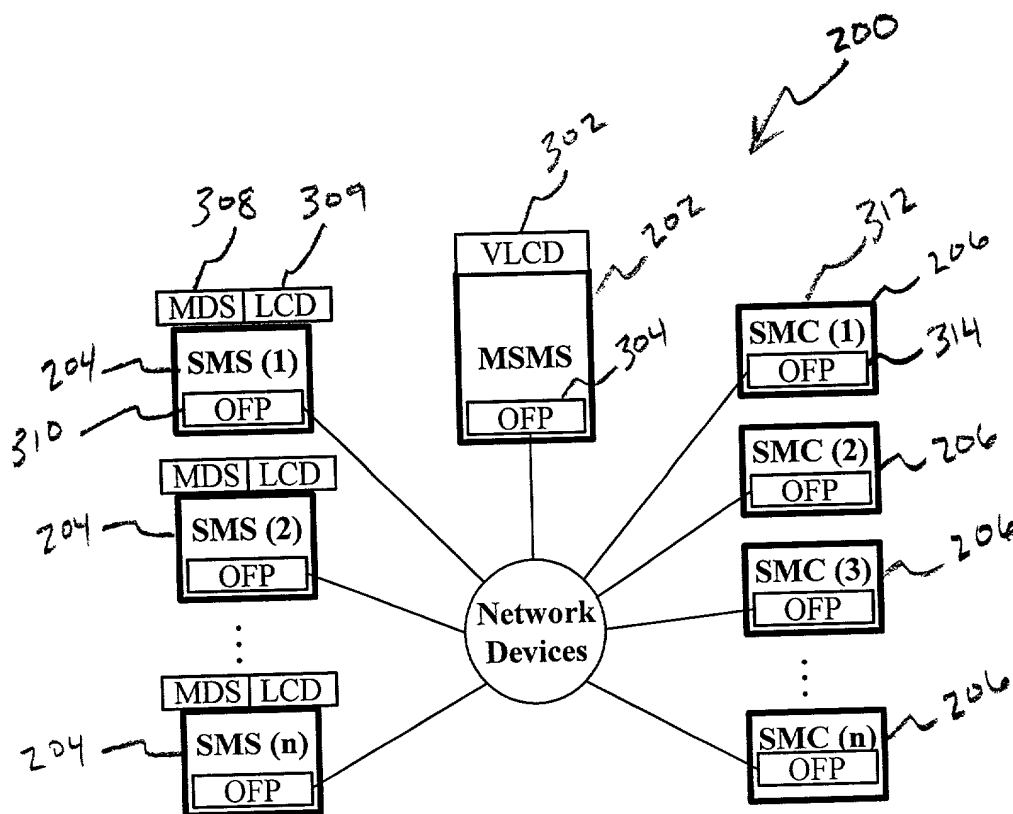 200
302
308 309
202
312
206
VLCD
MDS LCD
SMC (1)
OFP
314
204
SMS (1)
OFP
310
MSMS
304
OFP
SMC (2)
OFP
206
MDS LCD
204
SMS (2)
OFP
SMC (3)
OFP
206
Network
Devices
MDS LCD
204
SMS (n)
OFP
SMC (n)
OFP
206